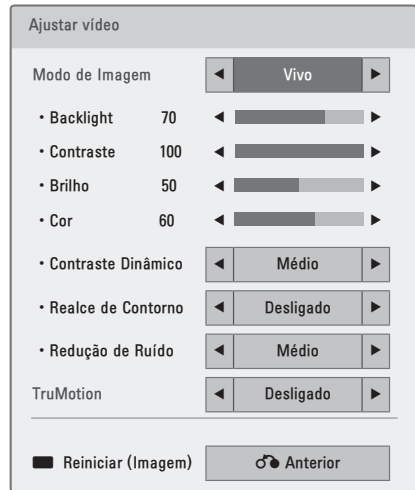 Ajustar vídeo
Modo de Imagem Vivo
• Backlight 70
• Contraste 100
• Brilho 50
• Cor 60
• Contraste Dinâmico Médio
• Realce de Contorno Desligado
• Redução de Ruído Médio
TruMotion Desligado
Reiniciar (Imagem) Anterior